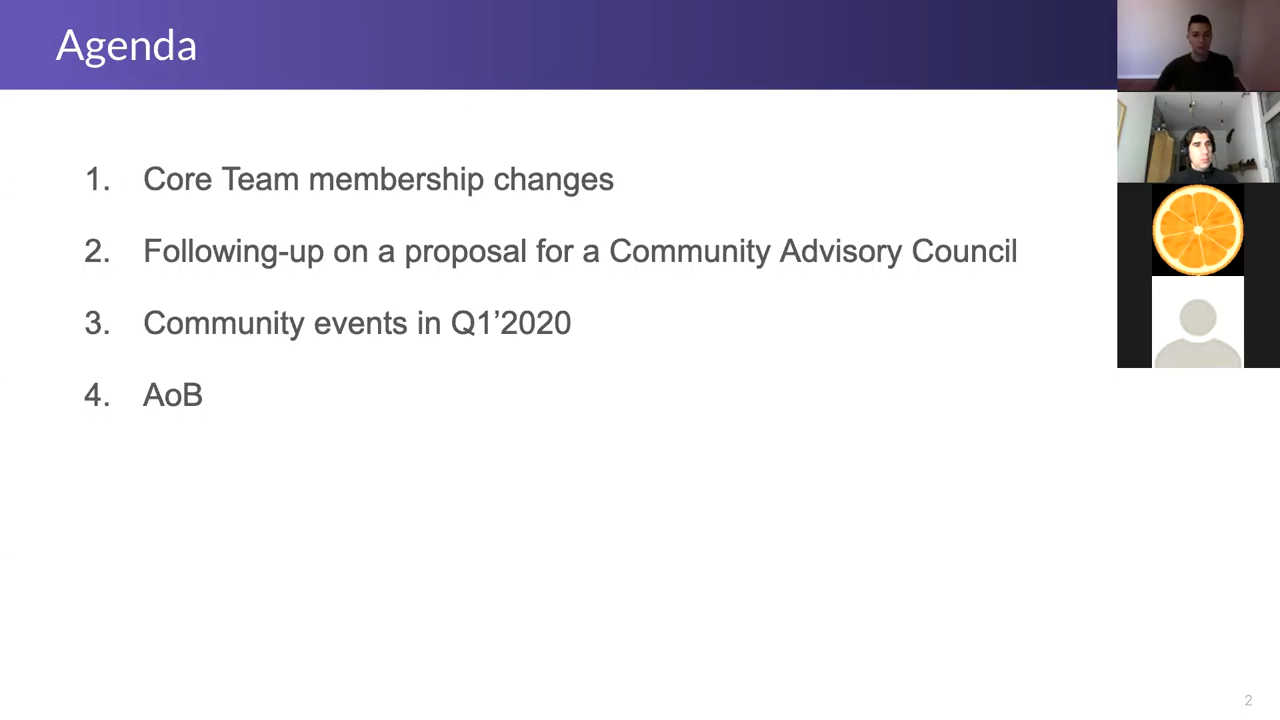 Agenda
1. Core Team membership changes
2. Following-up on a proposal for a Community Advisory Council
3. Community events in Q1’2020
4. AoB
2